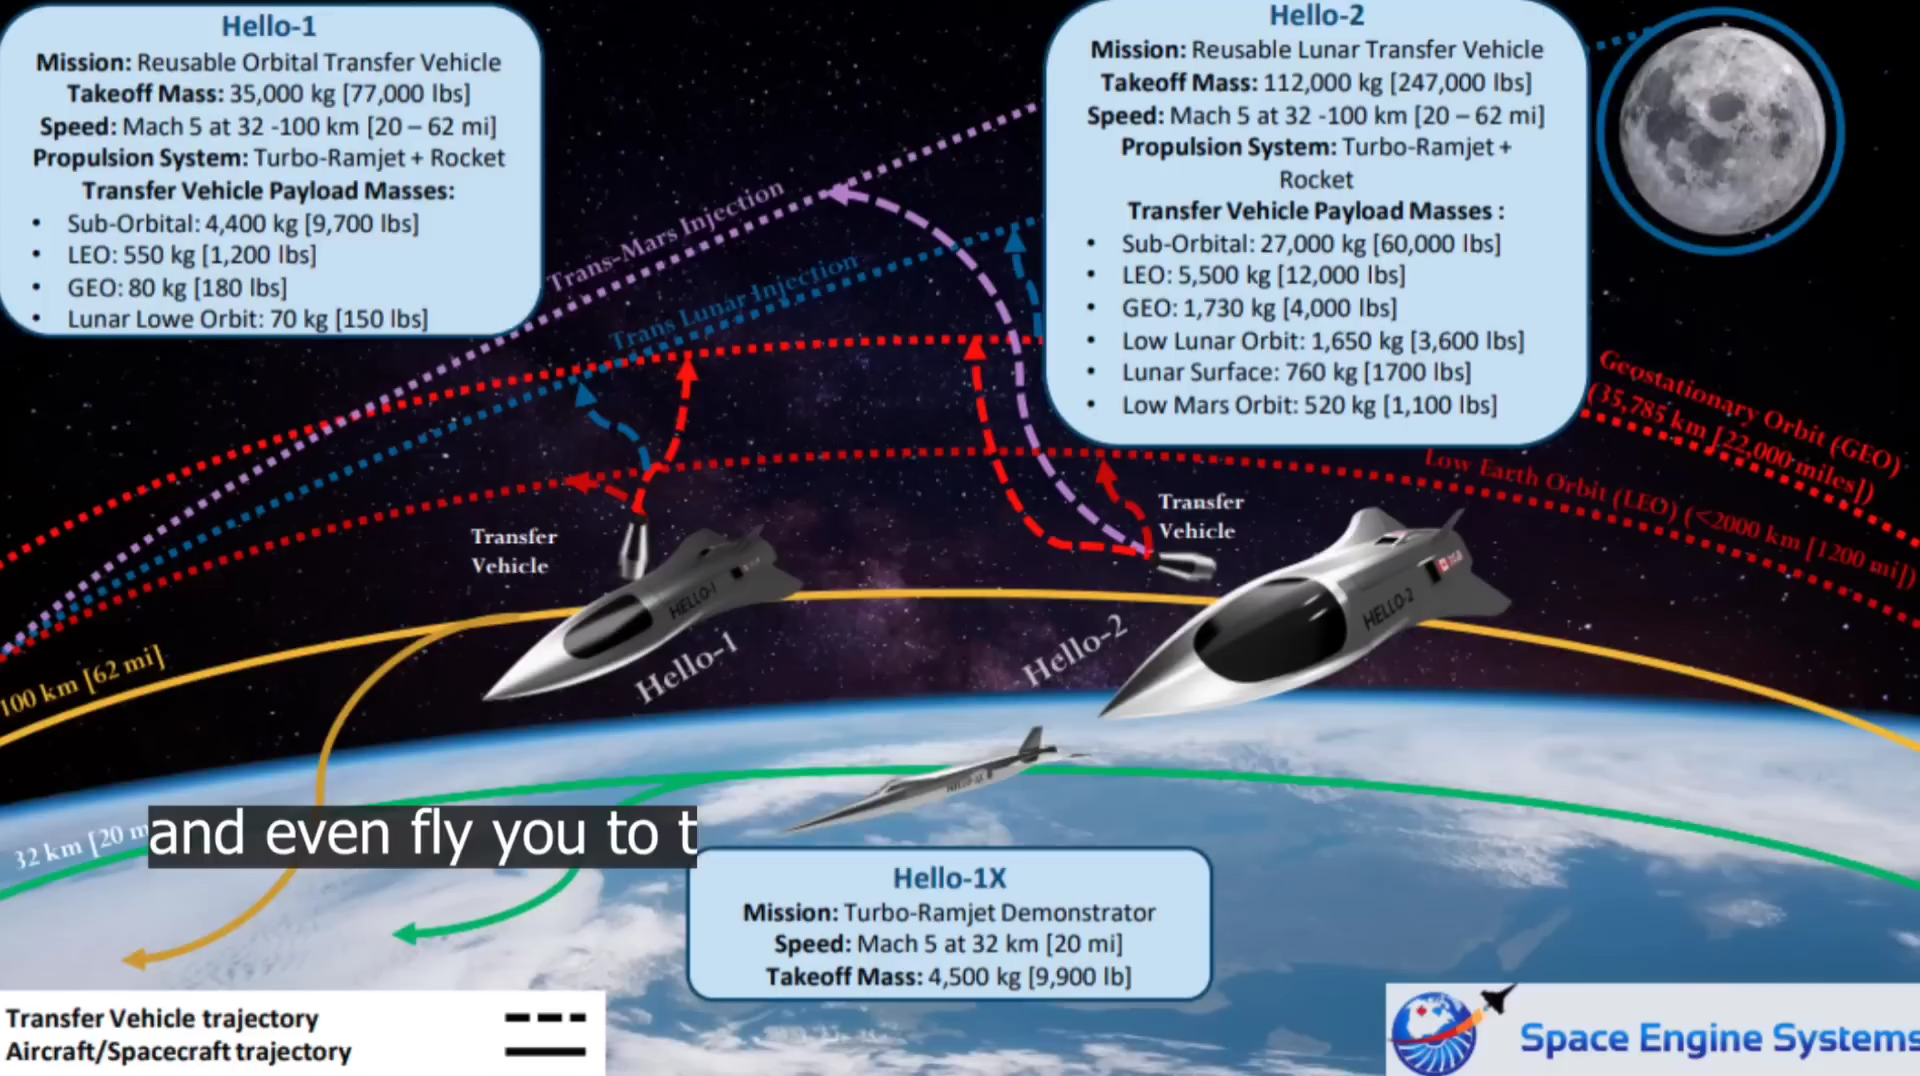 Hello-1
Mission: Reusable Orbital Transfer Vehicle
Takeoff Mass: 35,000 kg [77,000 lbs]
Speed: Mach 5 at 32 -100 km [20 – 62 mi]
Propulsion System: Turbo-Ramjet + Rocket
Transfer Vehicle Payload Masses:
• Sub-Orbital: 4,400 kg [9,700 lbs]
• LEO: 550 kg [1,200 lbs]
• GEO: 80 kg [180 lbs]
• Lunar Lowe Orbit: 70 kg [150 lbs]
Hello-2
Mission: Reusable Lunar Transfer Vehicle
Takeoff Mass: 112,000 kg [247,000 lbs]
Speed: Mach 5 at 32 -100 km [20 – 62 mi]
Propulsion System: Turbo-Ramjet +
Rocket
Transfer Vehicle Payload Masses :
• Sub-Orbital: 27,000 kg [60,000 lbs]
• LEO: 5,500 kg [12,000 lbs]
• GEO: 1,730 kg [4,000 lbs]
• Low Lunar Orbit: 1,650 kg [3,600 lbs]
• Lunar Surface: 760 kg [1700 lbs]
• Low Mars Orbit: 520 kg [1,100 lbs]
Trans-Mars Injection
Trans Lunar Injection
Geostationary Orbit (GEO)
(35,785 km [22,000 miles])
Low Earth Orbit (LEO) (<2000 km [1200 mi])
Transfer
Vehicle
Transfer
Vehicle
HELLO-1
HELLO-2
Hello-1
Hello-2
100 km [62 mi]
32 km [20 m
and even fly you to t
Hello-1X
Mission: Turbo-Ramjet Demonstrator
Speed: Mach 5 at 32 km [20 mi]
Takeoff Mass: 4,500 kg [9,900 lb]
Transfer Vehicle trajectory
Aircraft/Spacecraft trajectory
Space Engine Systems